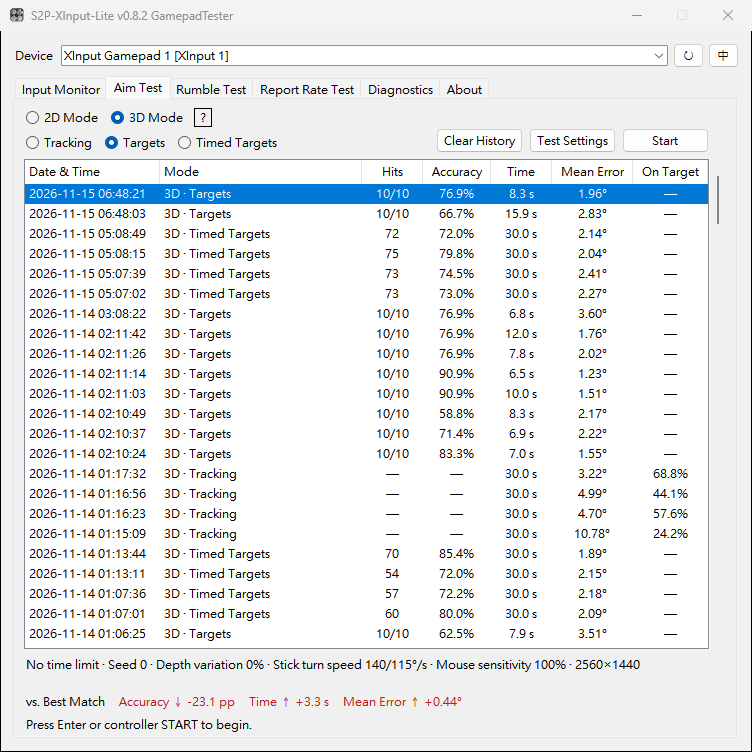 S2P-XInput-Lite v0.8.2 GamepadTester
Device XInput Gamepad 1 [XInput 1] 中
Input Monitor Aim Test Rumble Test Report Rate Test Diagnostics About
2D Mode 3D Mode ?
Tracking Targets Timed Targets Clear History Test Settings Start
Date & Time Mode Hits Accuracy Time Mean Error On Target
2026-11-15 06:48:21 3D · Targets 10/10 76.9% 8.3 s 1.96° —
2026-11-15 06:48:03 3D · Targets 10/10 66.7% 15.9 s 2.83° —
2026-11-15 05:08:49 3D · Timed Targets 72 72.0% 30.0 s 2.14° —
2026-11-15 05:08:15 3D · Timed Targets 75 79.8% 30.0 s 2.04° —
2026-11-15 05:07:39 3D · Timed Targets 73 74.5% 30.0 s 2.41° —
2026-11-15 05:07:02 3D · Timed Targets 73 73.0% 30.0 s 2.27° —
2026-11-14 03:08:22 3D · Targets 10/10 76.9% 6.8 s 3.60° —
2026-11-14 02:11:42 3D · Targets 10/10 76.9% 12.0 s 1.76° —
2026-11-14 02:11:26 3D · Targets 10/10 76.9% 7.8 s 2.02° —
2026-11-14 02:11:14 3D · Targets 10/10 90.9% 6.5 s 1.23° —
2026-11-14 02:11:03 3D · Targets 10/10 90.9% 10.0 s 1.51° —
2026-11-14 02:10:49 3D · Targets 10/10 58.8% 8.3 s 2.17° —
2026-11-14 02:10:37 3D · Targets 10/10 71.4% 6.9 s 2.22° —
2026-11-14 02:10:24 3D · Targets 10/10 83.3% 7.0 s 1.55° —
2026-11-14 01:17:32 3D · Tracking — — 30.0 s 3.22° 68.8%
2026-11-14 01:16:56 3D · Tracking — — 30.0 s 4.99° 44.1%
2026-11-14 01:16:23 3D · Tracking — — 30.0 s 4.70° 57.6%
2026-11-14 01:15:09 3D · Tracking — — 30.0 s 10.78° 24.2%
2026-11-14 01:13:44 3D · Timed Targets 70 85.4% 30.0 s 1.89° —
2026-11-14 01:13:11 3D · Timed Targets 54 72.0% 30.0 s 2.15° —
2026-11-14 01:07:36 3D · Timed Targets 57 72.2% 30.0 s 2.18° —
2026-11-14 01:07:01 3D · Timed Targets 60 80.0% 30.0 s 2.09° —
2026-11-14 01:06:25 3D · Targets 10/10 62.5% 7.9 s 3.51° —
No time limit · Seed 0 · Depth variation 0% · Stick turn speed 140/115°/s · Mouse sensitivity 100% · 2560×1440
vs. Best Match Accuracy ↓ -23.1 pp Time ↑ +3.3 s Mean Error ↑ +0.44°
Press Enter or controller START to begin.